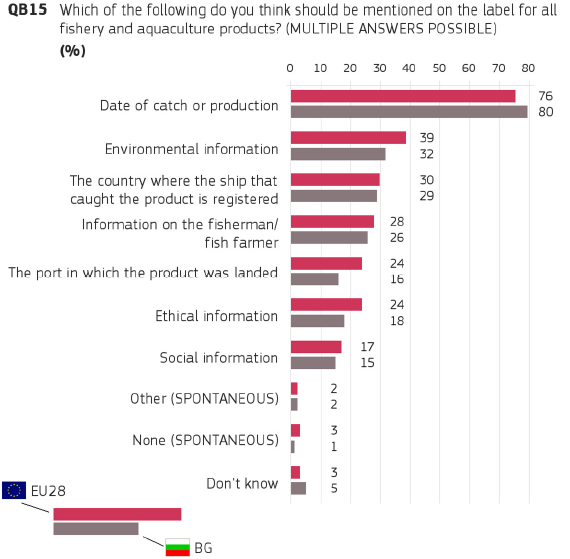 QB15 Which of the following do you think should be mentioned on the label for all
fishery and aquaculture products? (MULTIPLE ANSWERS POSSIBLE)
(%)
0 10 20 30 40 50 60 70 80
Date of catch or production 76
80
Environmental information 39
32
The country where the ship that
caught the product is registered 30
29
Information on the fisherman/
fish farmer 28
26
The port in which the product was landed 24
16
Ethical information 24
18
Social information 17
15
Other (SPONTANEOUS) 2
2
None (SPONTANEOUS) 3
1
Don't know 3
5
EU28
BG